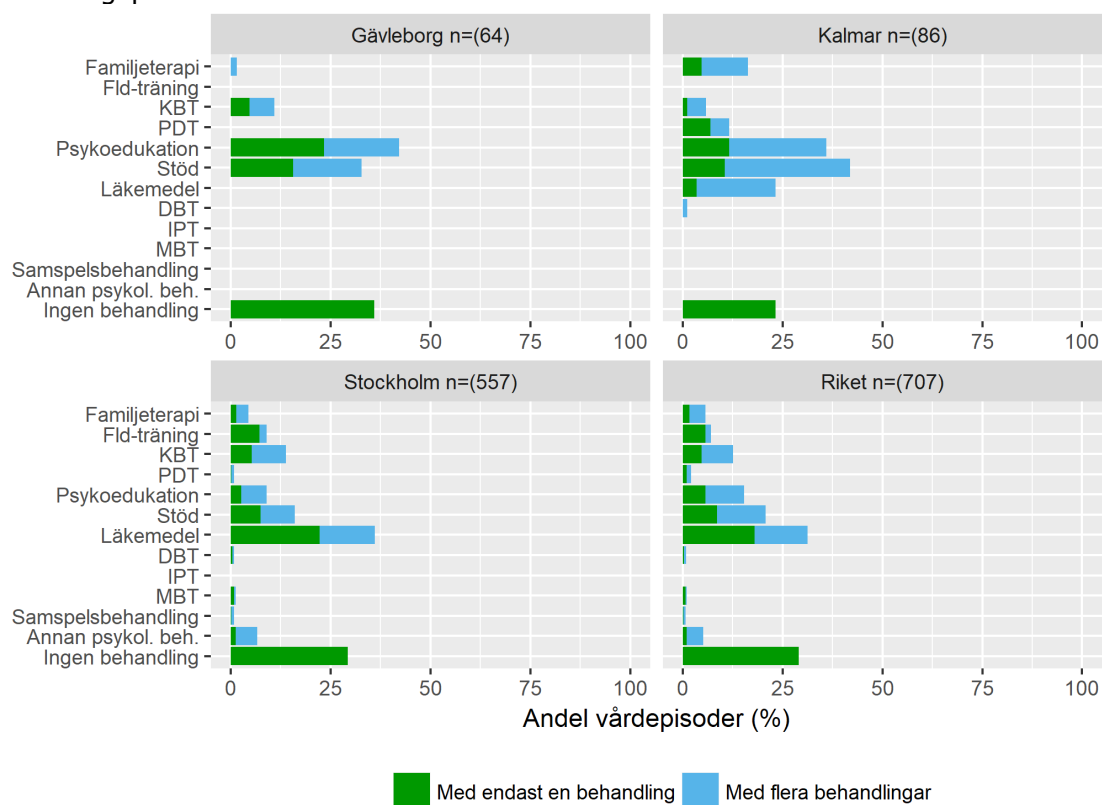 Gävleborg n=(64)
Kalmar n=(86)
Familjeterapi
Fld-träning
KBT
PDT
Psykoedukation
Stöd
Läkemedel
DBT
IPT
MBT
Samspelsbehandling
Annan psykol. beh.
Ingen behandling
0 25 50 75 100
0 25 50 75 100
Stockholm n=(557)
Riket n=(707)
Familjeterapi
Fld-träning
KBT
PDT
Psykoedukation
Stöd
Läkemedel
DBT
IPT
MBT
Samspelsbehandling
Annan psykol. beh.
Ingen behandling
0 25 50 75 100
0 25 50 75 100
Andel vårdepisoder (%)
Med endast en behandling
Med flera behandlingar